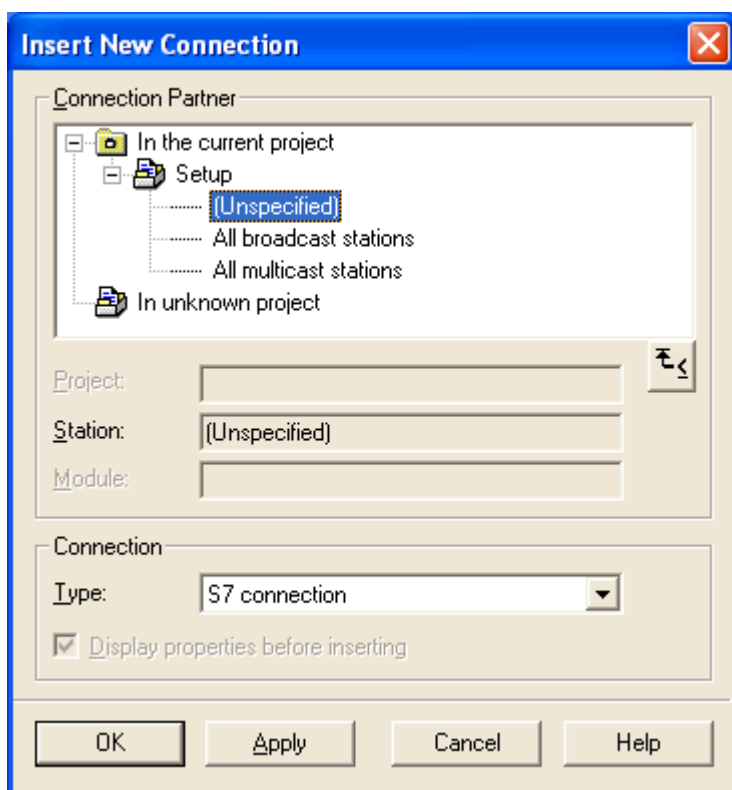 Insert New Connection
Connection Partner
In the current project
Setup
(Unspecified)
All broadcast stations
All multicast stations
In unknown project
Project:
Station: (Unspecified)
Module:
Connection
Type: S7 connection
Display properties before inserting
OK Apply Cancel Help